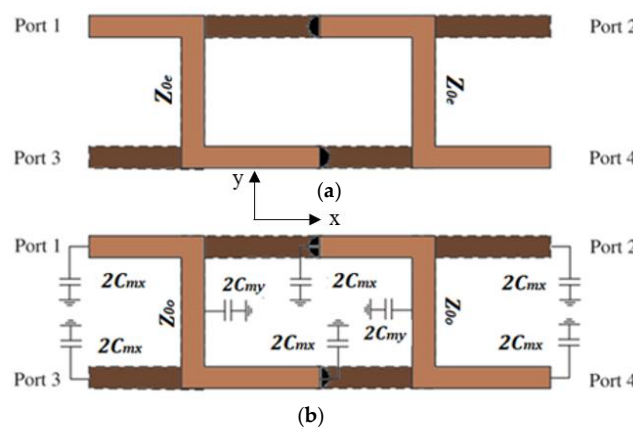 Port 1 Port 2
Z0e Z0e
Port 3 Port 4
y (a)
x
Port 1 Port 2
2Cmx 2Cmy 2Cmx 2Cmx
Z0o Z0o
2Cmx 2Cmx 2Cmy 2Cmx
Port 3 Port 4
(b)